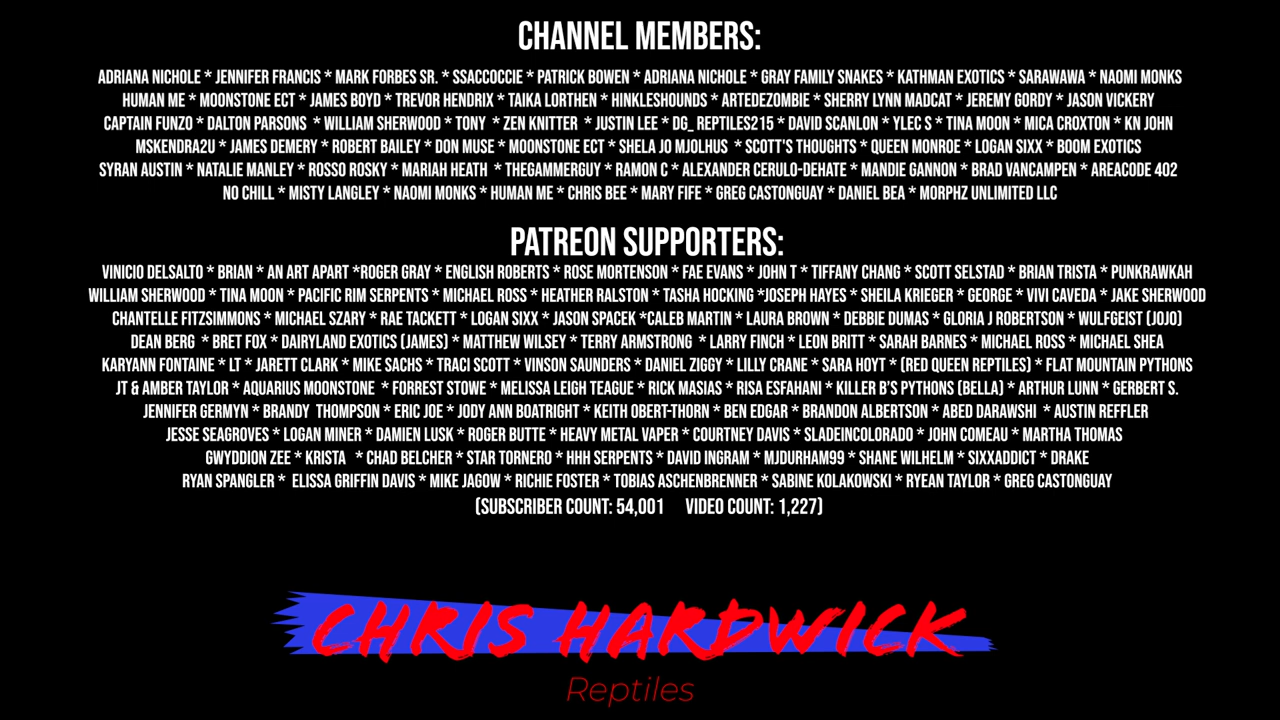 CHANNEL MEMBERS:
ADRIANA NICHOLE * JENNIFER FRANCIS * MARK FORBES SR. * SSACCOCCIE * PATRICK BOWEN * ADRIANA NICHOLE * GRAY FAMILY SNAKES * KATHMAN EXOTICS * SARAWAWA * NAOMI MONKS
HUMAN ME * MOONSTONE ECT * JAMES BOYD * TREVOR HENDRIX * TAIKA LORTHEN * HINKLESHOUNDS * ARTEDEZOMBIE * SHERRY LYNN MADCAT * JEREMY GORDY * JASON VICKERY
CAPTAIN FUNZO * DALTON PARSONS * WILLIAM SHERWOOD * TONY * ZEN KNITTER * JUSTIN LEE * DG_ REPTILES215 * DAVID SCANLON * YLEC S * TINA MOON * MICA CROXTON * KN JOHN
MSKENDRA2U * JAMES DEMERY * ROBERT BAILEY * DON MUSE * MOONSTONE ECT * SHELA JO MJOLHUS * SCOTT'S THOUGHTS * QUEEN MONROE * LOGAN SIXX * BOOM EXOTICS
SYRAN AUSTIN * NATALIE MANLEY * ROSSO ROSKY * MARIAH HEATH * THEGAMMERGUY * RAMON C * ALEXANDER CERULO-DEHATE * MANDIE GANNON * BRAD VANCAMPEN * AREACODE 402
NO CHILL * MISTY LANGLEY * NAOMI MONKS * HUMAN ME * CHRIS BEE * MARY FIFE * GREG CASTONGUAY * DANIEL BEA * MORPHZ UNLIMITED LLC
PATREON SUPPORTERS:
VINICIO DELSALTO * BRIAN * AN ART APART *ROGER GRAY * ENGLISH ROBERTS * ROSE MORTENSON * FAE EVANS * JOHN T * TIFFANY CHANG * SCOTT SELSTAD * BRIAN TRISTA * PUNKRAWKAH
WILLIAM SHERWOOD * TINA MOON * PACIFIC RIM SERPENTS * MICHAEL ROSS * HEATHER RALSTON * TASHA HOCKING *JOSEPH HAYES * SHEILA KRIEGER * GEORGE * VIVI CAVEDA * JAKE SHERWOOD
CHANTELLE FITZSIMMONS * MICHAEL SZARY * RAE TACKETT * LOGAN SIXX * JASON SPACEK *CALEB MARTIN * LAURA BROWN * DEBBIE DUMAS * GLORIA J ROBERTSON * WULFGEIST (JOJO)
DEAN BERG * BRET FOX * DAIRYLAND EXOTICS (JAMES) * MATTHEW WILSEY * TERRY ARMSTRONG * LARRY FINCH * LEON BRITT * SARAH BARNES * MICHAEL ROSS * MICHAEL SHEA
KARYANN FONTAINE * LT * JARETT CLARK * MIKE SACHS * TRACI SCOTT * VINSON SAUNDERS * DANIEL ZIGGY * LILLY CRANE * SARA HOYT * (RED QUEEN REPTILES) * FLAT MOUNTAIN PYTHONS
JT & AMBER TAYLOR * AQUARIUS MOONSTONE * FORREST STOWE * MELISSA LEIGH TEAGUE * RICK MASIAS * RISA ESFAHANI * KILLER B'S PYTHONS (BELLA) * ARTHUR LUNN * GERBERT S.
JENNIFER GERMYN * BRANDY THOMPSON * ERIC JOE * JODY ANN BOATRIGHT * KEITH OBERT-THORN * BEN EDGAR * BRANDON ALBERTSON * ABED DARAWSHI * AUSTIN REFFLER
JESSE SEAGROVES * LOGAN MINER * DAMIEN LUSK * ROGER BUTTE * HEAVY METAL VAPER * COURTNEY DAVIS * SLADEINCOLORADO * JOHN COMEAU * MARTHA THOMAS
GWYDDION ZEE * KRISTA * CHAD BELCHER * STAR TORNERO * HHH SERPENTS * DAVID INGRAM * MJDURHAM99 * SHANE WILHELM * SIXXADDICT * DRAKE
RYAN SPANGLER * ELISSA GRIFFIN DAVIS * MIKE JAGOW * RICHIE FOSTER * TOBIAS ASCHENBRENNER * SABINE KOLAKOWSKI * RYEAN TAYLOR * GREG CASTONGUAY
(SUBSCRIBER COUNT: 54,001 VIDEO COUNT: 1,227)
CHRIS HARDWICK
Reptiles